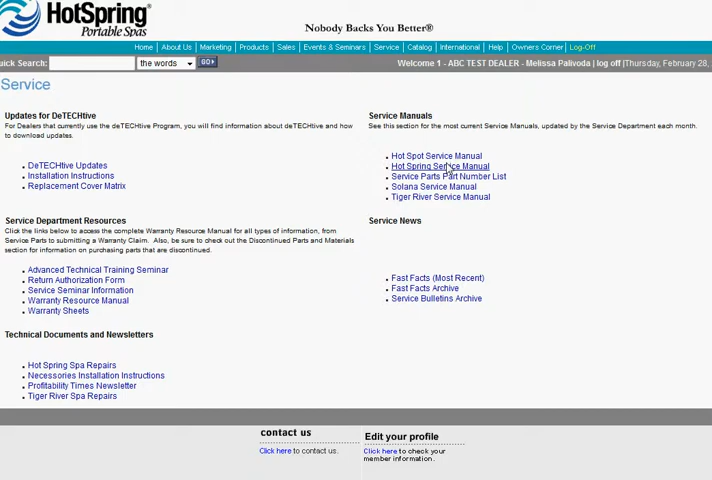 HotSpring®
Portable Spas
Nobody Backs You Better®
Home | About Us | Marketing | Products | Sales | Events & Seminars | Service | Catalog | International | Help | Owners Corner | Log-Off
uick Search: the words GO
Welcome 1 - ABC TEST DEALER - Melissa Palivoda | log off |Thursday, February 28,
Service
Updates for DeTECHtive
For Dealers that currently use the deTECHtive Program, you will find information about deTECHtive and how
to download updates.
DeTECHtive Updates
Installation Instructions
Replacement Cover Matrix
Service Manuals
See this section for the most current Service Manuals, updated by the Service Department each month.
Hot Spot Service Manual
Hot Spring Service Manual
Service Parts Part Number List
Solana Service Manual
Tiger River Service Manual
Service Department Resources
Click the links below to access the complete Warranty Resource Manual for all types of information, from
Service Parts to submitting a Warranty Claim. Also, be sure to check out the Discontinued Parts and Materials
section for information on purchasing parts that are discontinued.
Advanced Technical Training Seminar
Return Authorization Form
Service Seminar Information
Warranty Resource Manual
Warranty Sheets
Service News
Fast Facts (Most Recent)
Fast Facts Archive
Service Bulletins Archive
Technical Documents and Newsletters
Hot Spring Spa Repairs
Necessories Installation Instructions
Profitability Times Newsletter
Tiger River Spa Repairs
contact us
Click here to contact us.
Edit your profile
Click here to check your
member information.